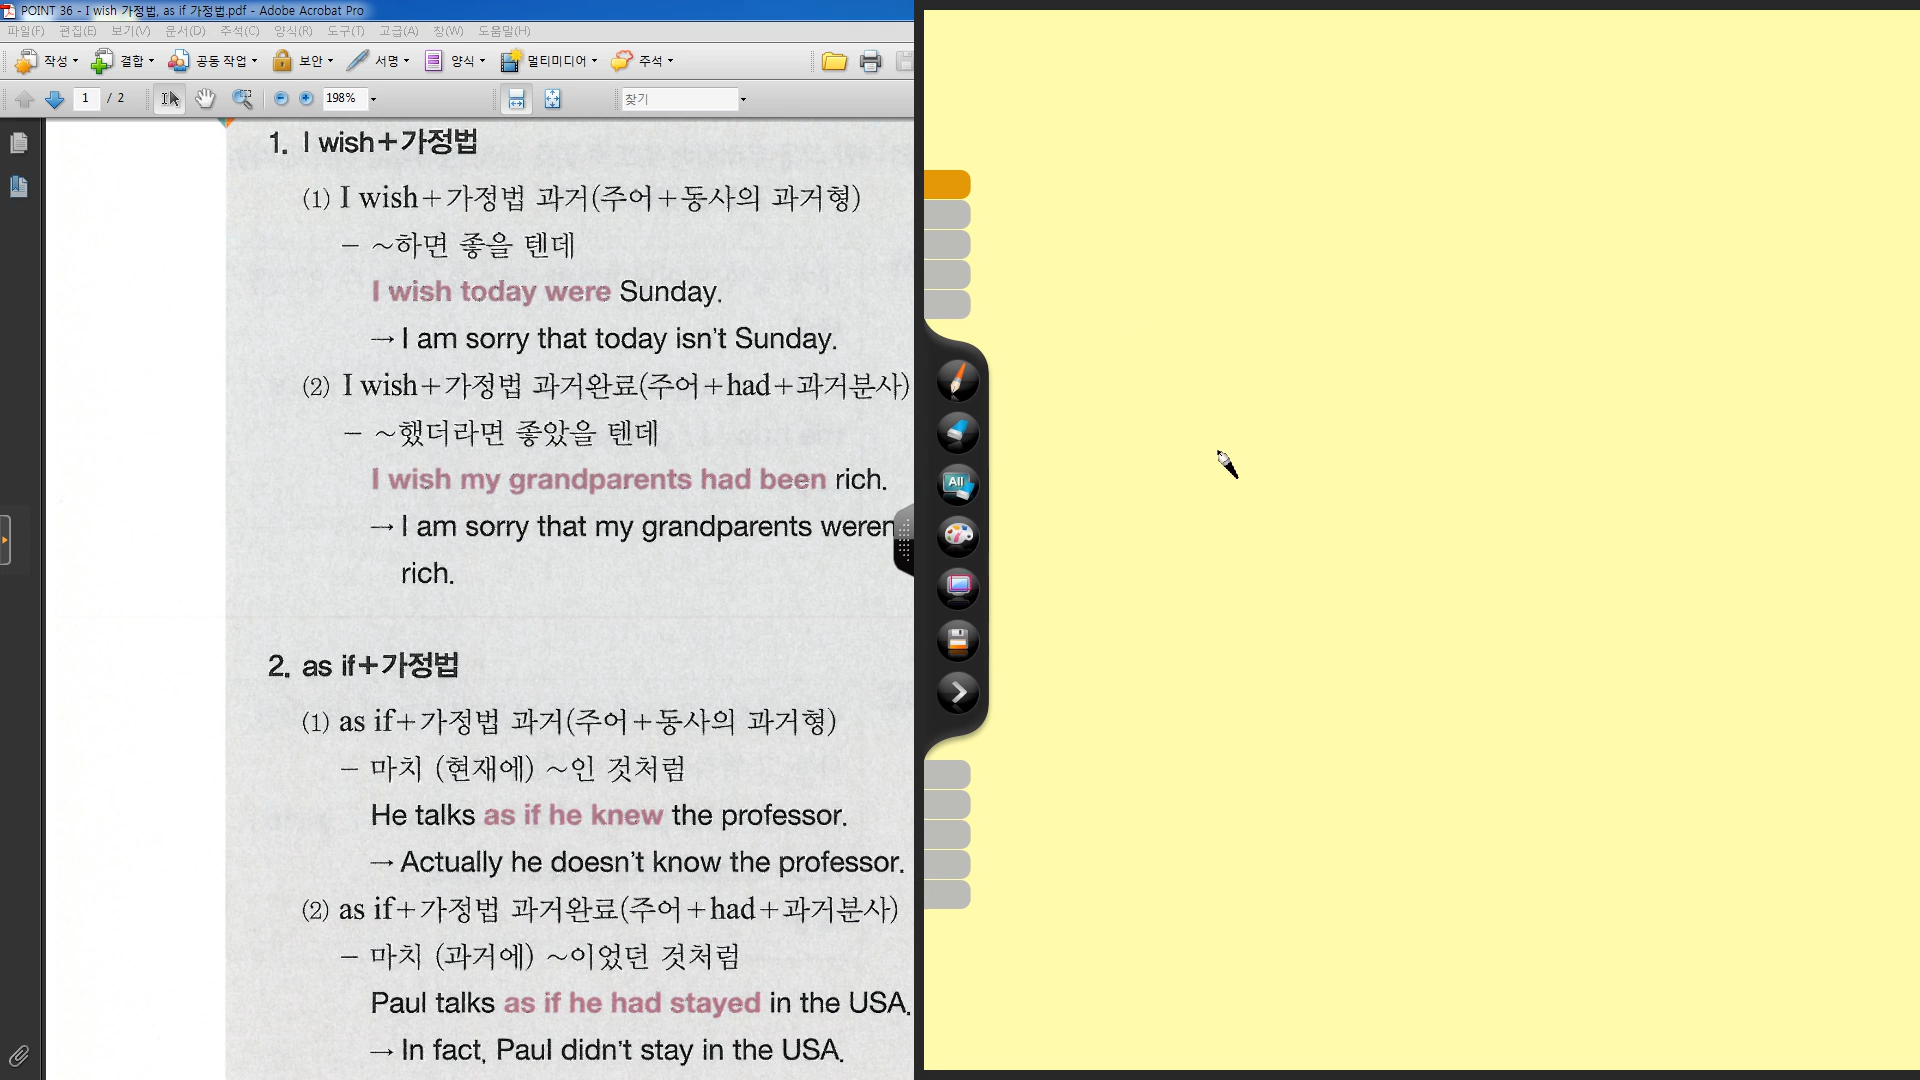 POINT 36 - I wish 가정법, as if 가정법.pdf - Adobe Acrobat Pro
파일(F) 편집(E) 보기(V) 문서(D) 주석(C) 양식(R) 도구(T) 고급(A) 창(W) 도움말(H)
작성 결합 공동 작업 보안 서명 양식 멀티미디어 주석
1 / 2 198% 찾기
1. I wish+가정법
(1) I wish+가정법 과거(주어+동사의 과거형)
– ~하면 좋을 텐데
I wish today were Sunday.
→ I am sorry that today isn't Sunday.
(2) I wish+가정법 과거완료(주어+had+과거분사)
– ~했더라면 좋았을 텐데
I wish my grandparents had been rich.
→ I am sorry that my grandparents weren
rich.
2. as if+가정법
(1) as if+가정법 과거(주어+동사의 과거형)
– 마치 (현재에) ~인 것처럼
He talks as if he knew the professor.
→ Actually he doesn't know the professor.
(2) as if+가정법 과거완료(주어+had+과거분사)
– 마치 (과거에) ~이었던 것처럼
Paul talks as if he had stayed in the USA.
→ In fact, Paul didn't stay in the USA.
All